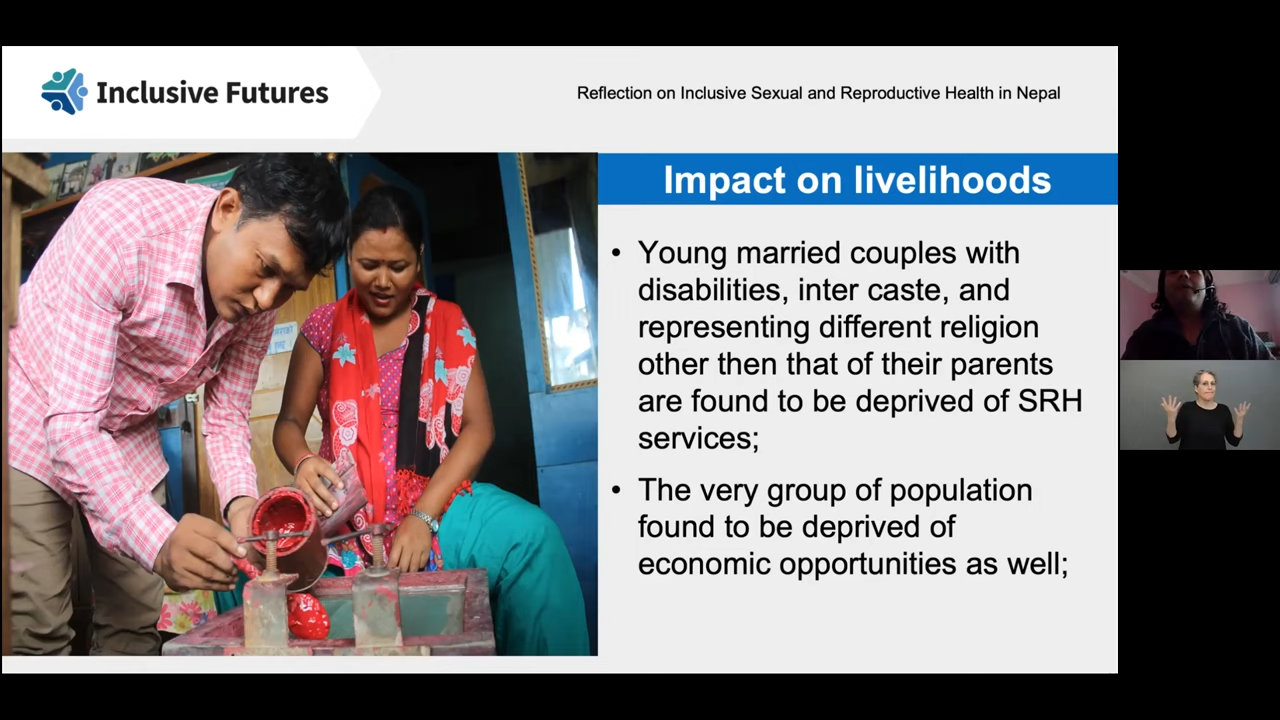 Inclusive Futures
Reflection on Inclusive Sexual and Reproductive Health in Nepal
Impact on livelihoods
• Young married couples with
disabilities, inter caste, and
representing different religion
other then that of their parents
are found to be deprived of SRH
services;
• The very group of population
found to be deprived of
economic opportunities as well;